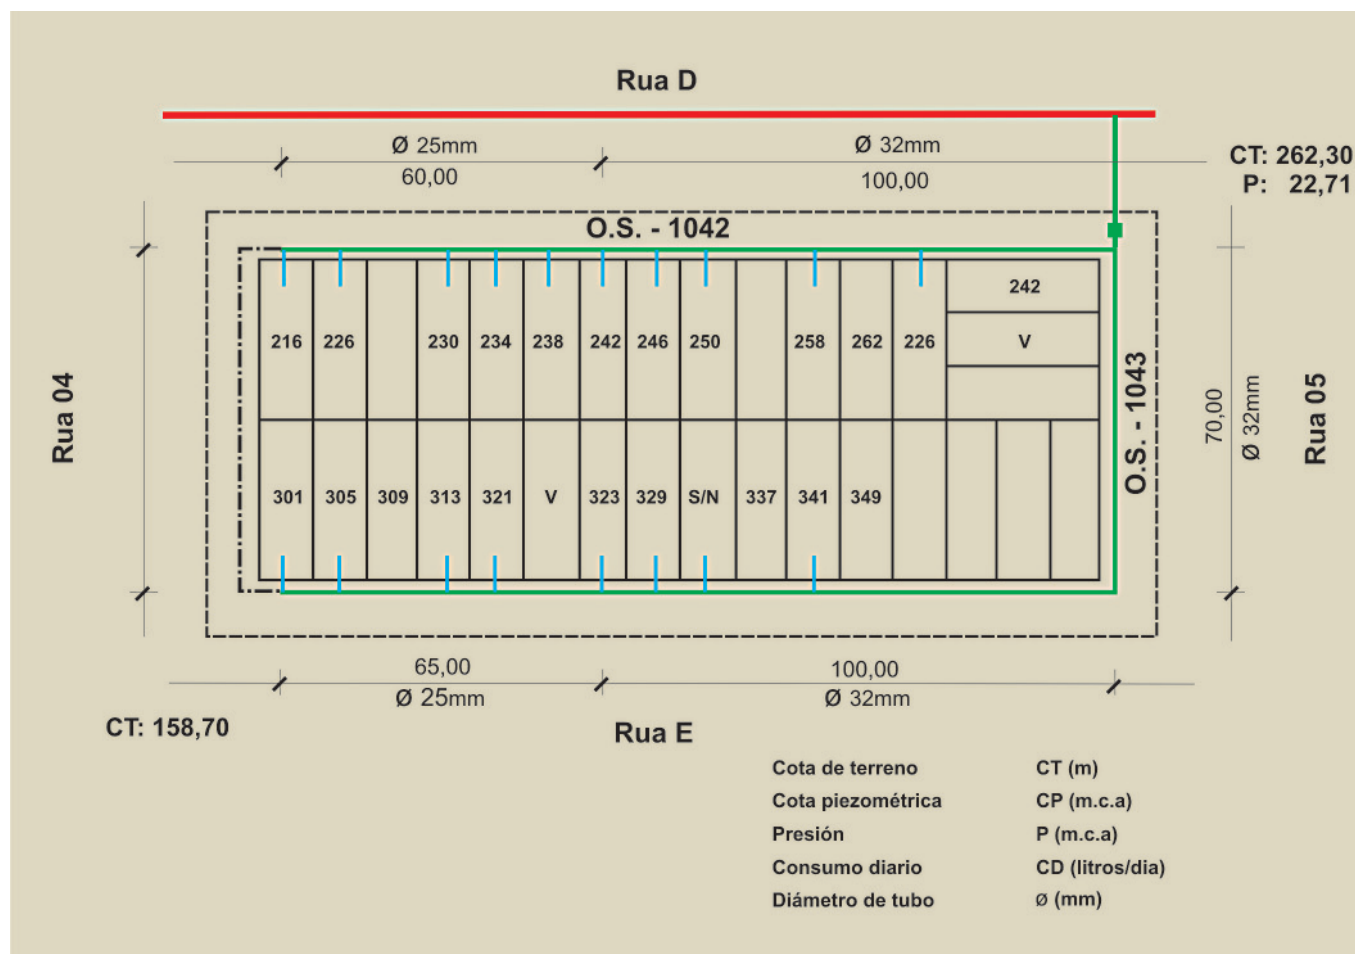 Rua D
Ø 25mm
Ø 32mm
60,00
100,00
CT: 262,30
P: 22,71
O.S. - 1042
242
216 226 230 234 238 242 246 250 258 262 226 V
Rua 04
O.S. - 1043
70,00
Ø 32mm
Rua 05
301 305 309 313 321 V 323 329 S/N 337 341 349
65,00
100,00
Ø 25mm
Ø 32mm
CT: 158,70
Rua E
Cota de terreno CT (m)
Cota piezométrica CP (m.c.a)
Presión P (m.c.a)
Consumo diario CD (litros/dia)
Diámetro de tubo Ø (mm)